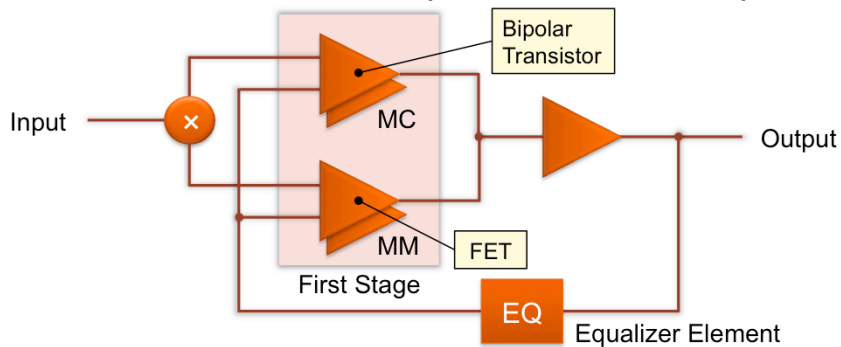 Bipolar
Transistor
Input
×
MC
Output
MM
FET
First Stage
EQ
Equalizer Element